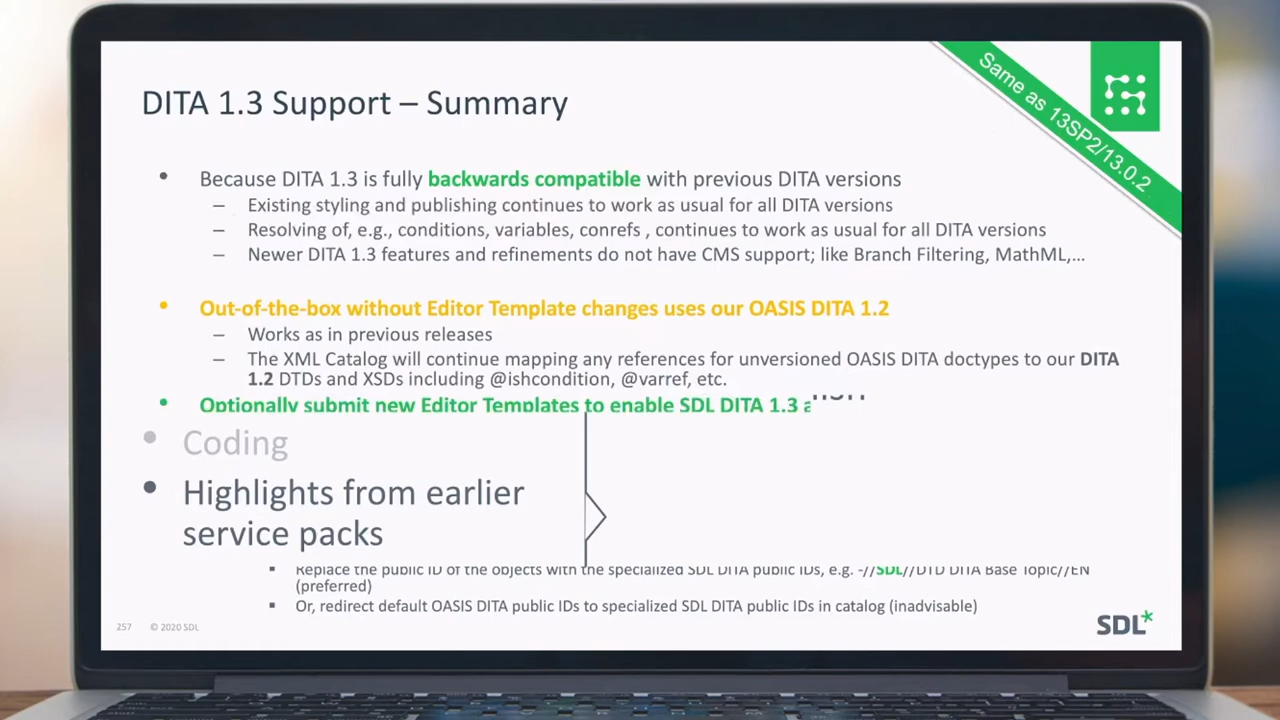 DITA 1.3 Support – Summary
Same as 13SP2/13.0.2
• Because DITA 1.3 is fully backwards compatible with previous DITA versions
– Existing styling and publishing continues to work as usual for all DITA versions
– Resolving of, e.g., conditions, variables, conrefs , continues to work as usual for all DITA versions
– Newer DITA 1.3 features and refinements do not have CMS support; like Branch Filtering, MathML,...
• Out-of-the-box without Editor Template changes uses our OASIS DITA 1.2
– Works as in previous releases
– The XML Catalog will continue mapping any references for unversioned OASIS DITA doctypes to our DITA
1.2 DTDs and XSDs including @ishcondition, @varref, etc.
• Optionally submit new Editor Templates to enable SDL DITA 1.3
• Coding
• Highlights from earlier
service packs
▪ Replace the public ID of the objects with the specialized SDL DITA public IDs, e.g. -//SDL//DTD DITA Base Topic//EN
(preferred)
▪ Or, redirect default OASIS DITA public IDs to specialized SDL DITA public IDs in catalog (inadvisable)
257 © 2020 SDL
SDL*